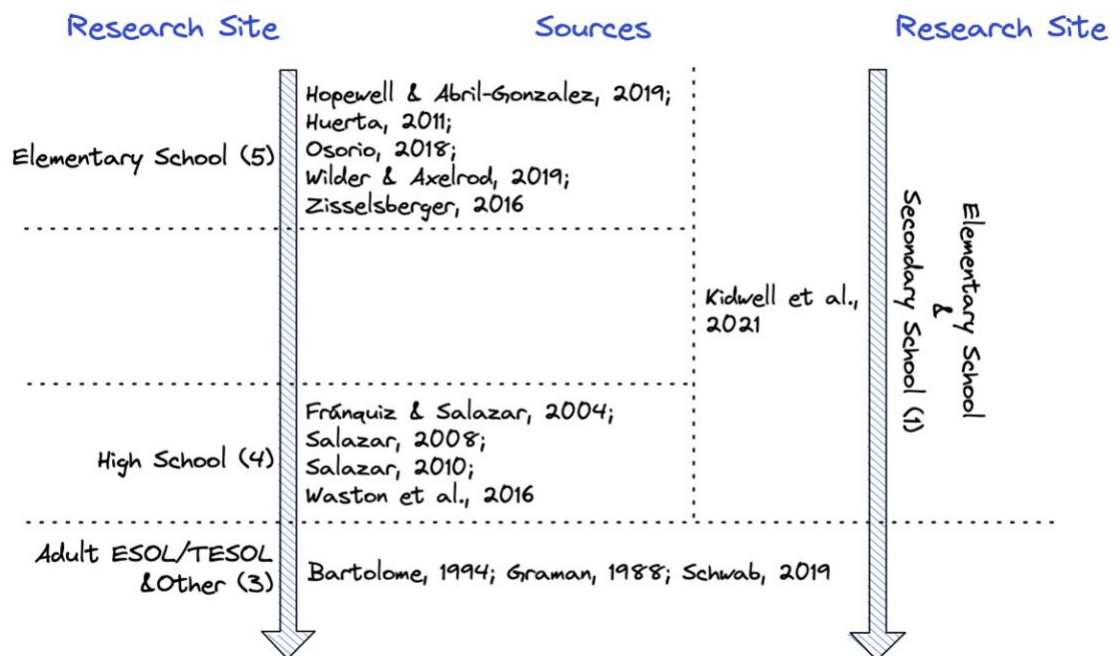 Research Site
Sources
Research Site
Elementary School (5)
Hopewell & Abril-Gonzalez, 2019;
Huerta, 2011;
Osorio, 2018;
Wilder & Axelrod, 2019;
Zisselsberger, 2016
Kidwell et al.,
2021
Elementary School
&
Secondary School (1)
High School (4)
Fránquiz & Salazar, 2004;
Salazar, 2008;
Salazar, 2010;
Waston et al., 2016
Adult ESOL/TESOL
&Other (3)
Bartolome, 1994; Graman, 1988; Schwab, 2019